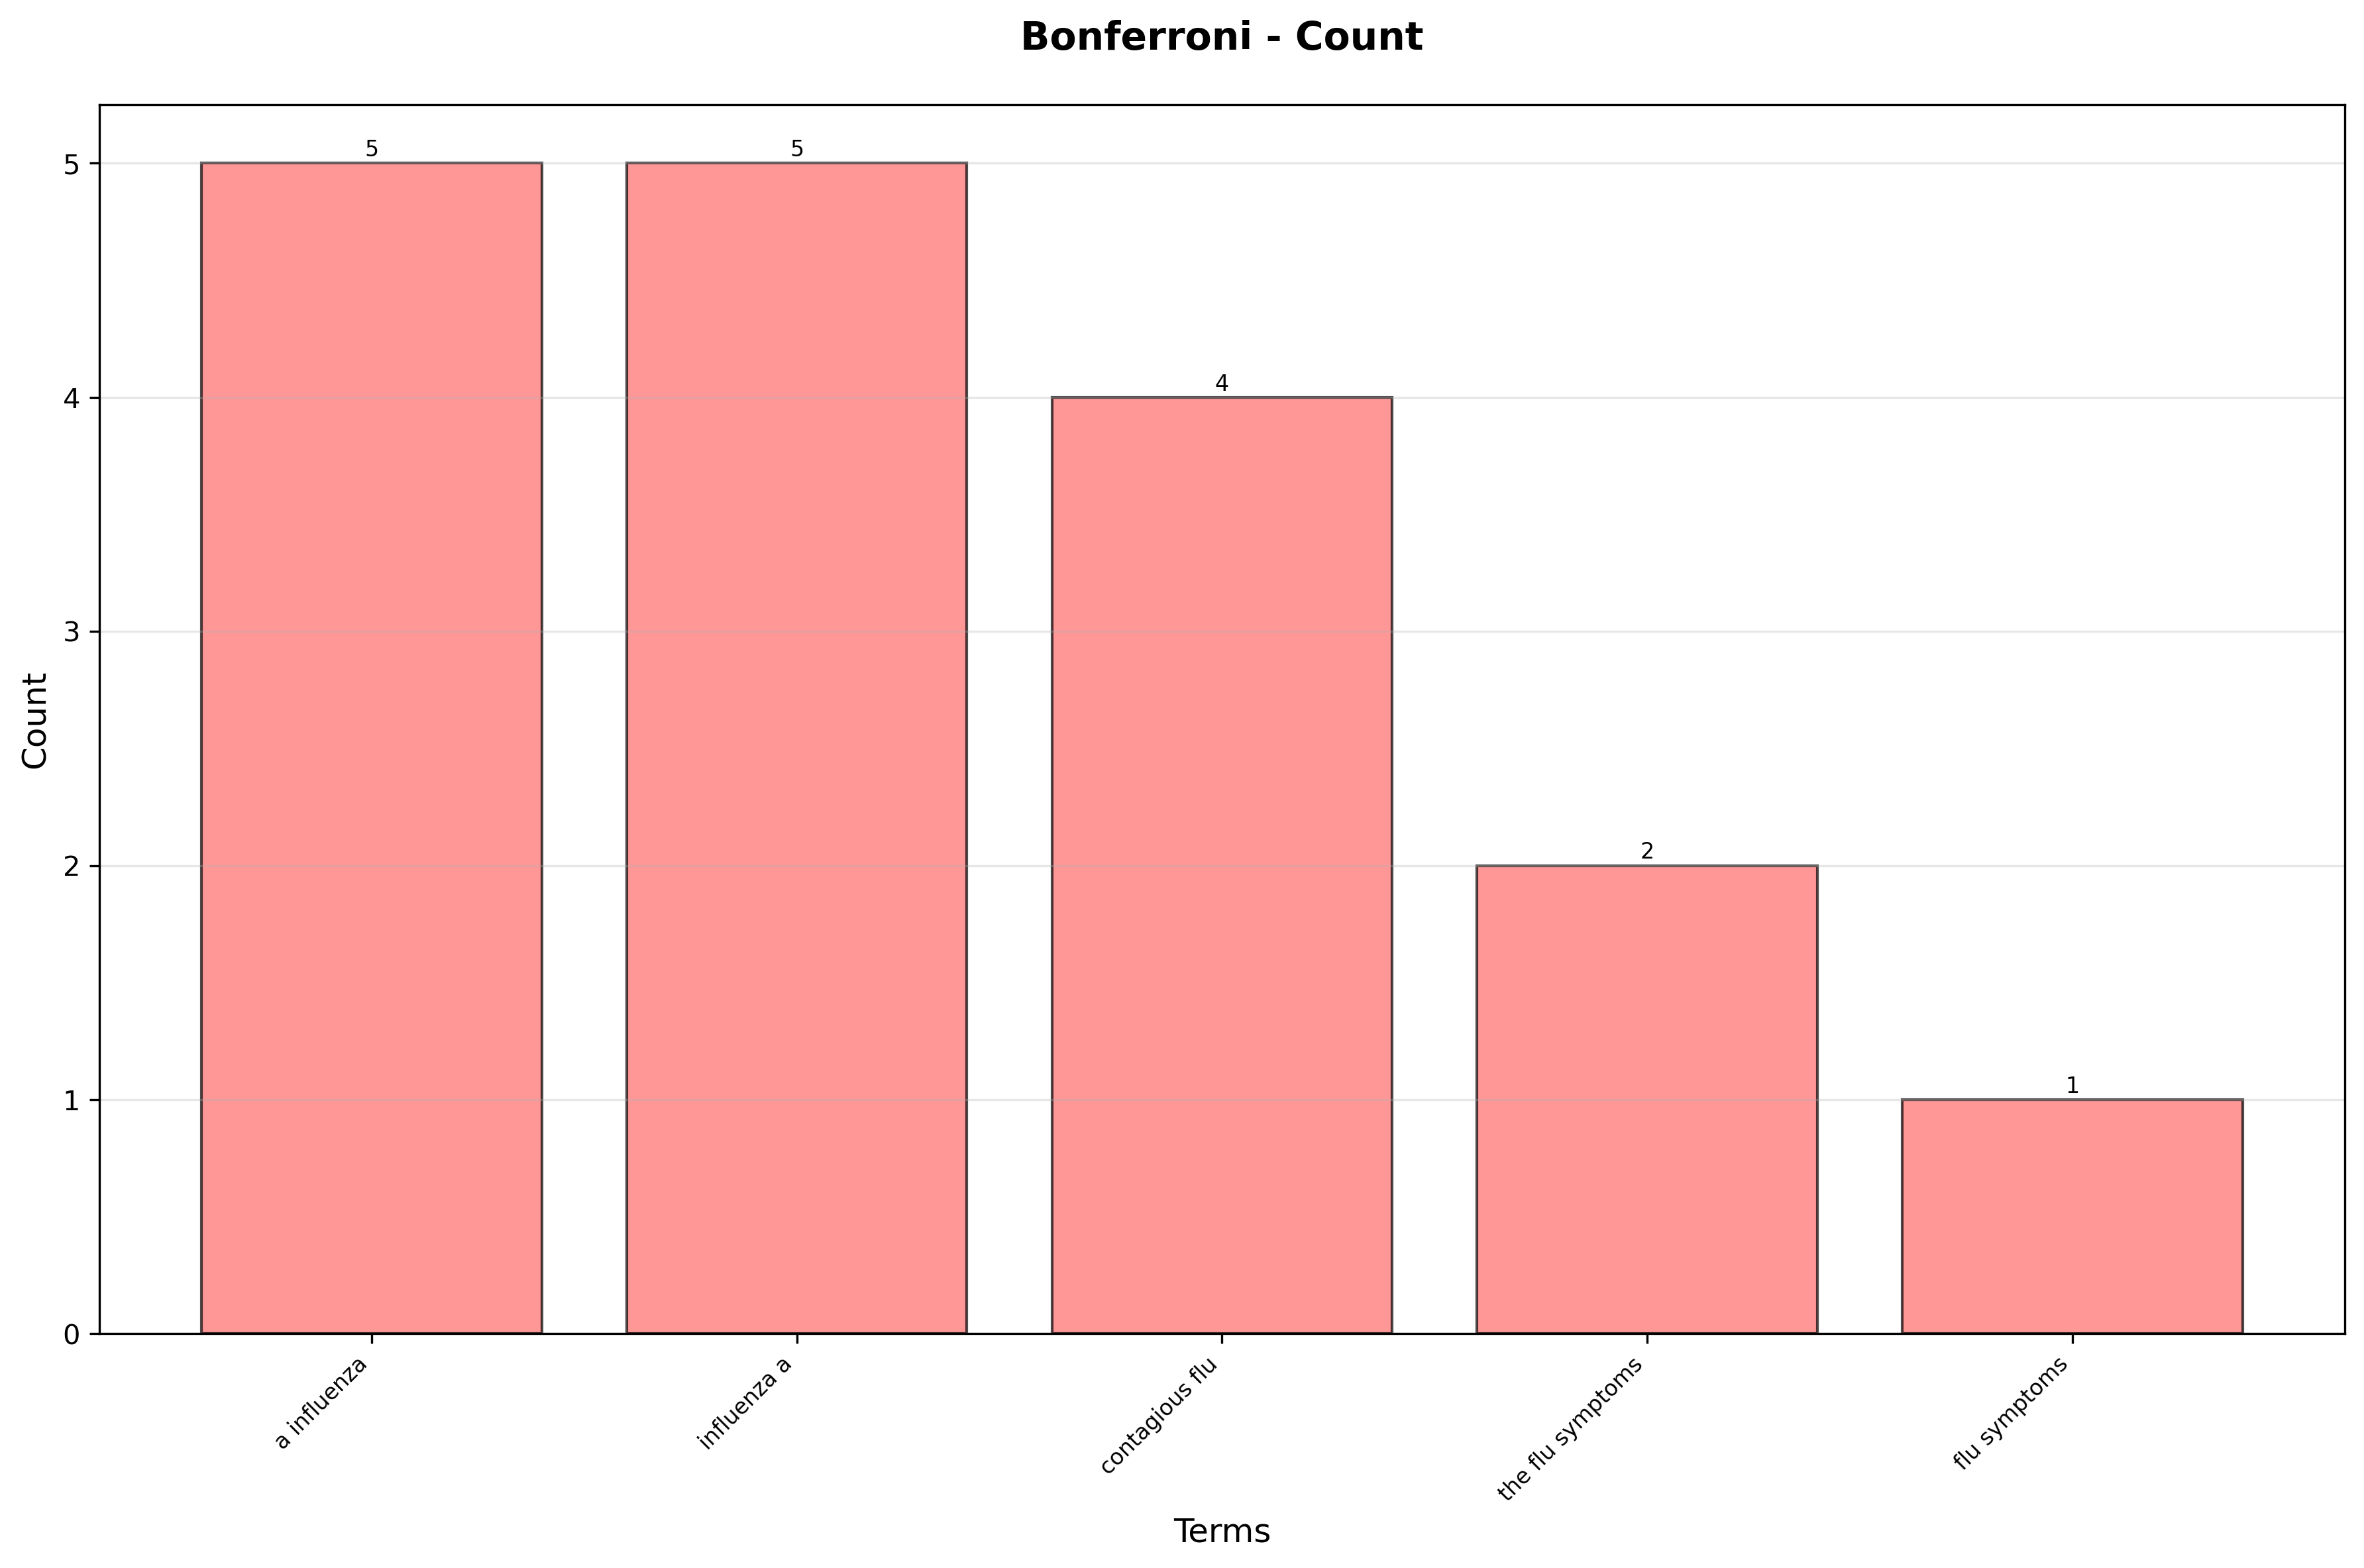 Bonferroni - Count
Count
5
4
3
2
1
0
5
5
4
2
1
a influenza
influenza a
contagious flu
the flu symptoms
flu symptoms
Terms